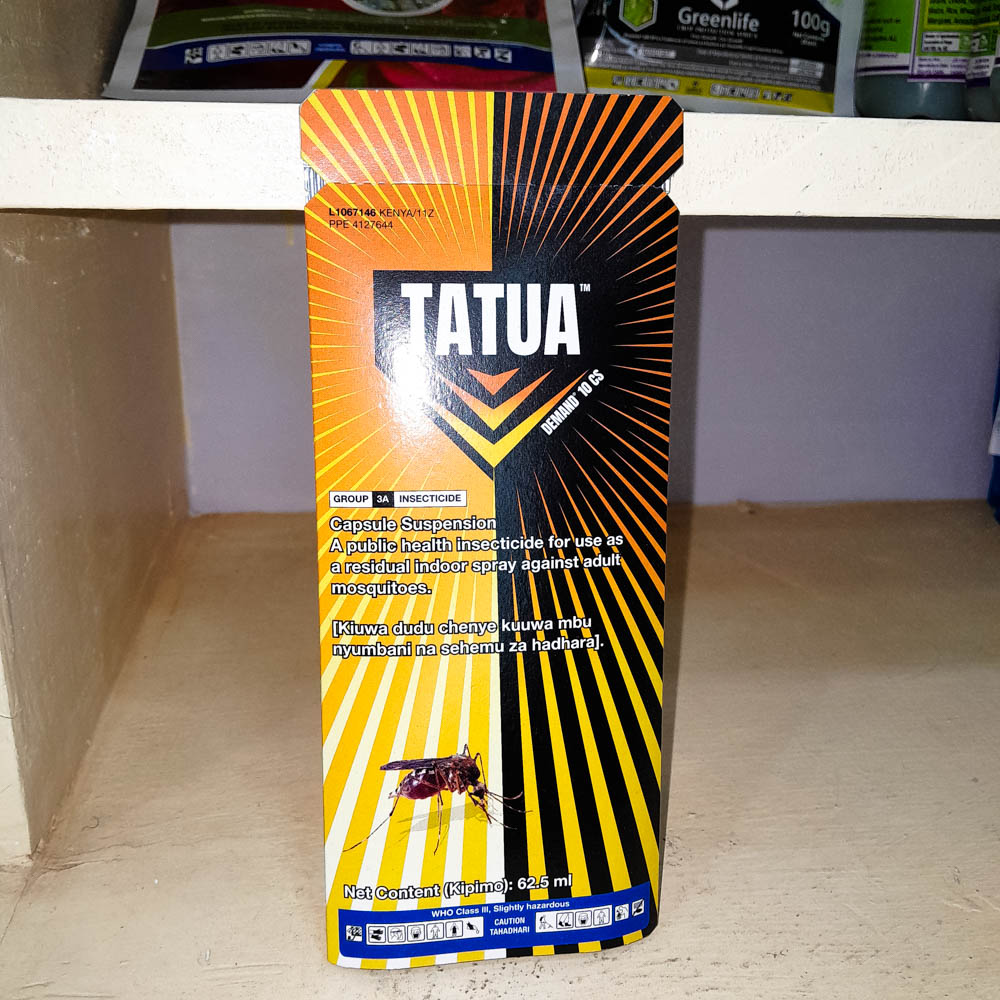 Greenlife
100g
L1067146 KENYA/11Z
PPE 4127644
TATUA™
DEMAND® 10 CS
GROUP 3A INSECTICIDE
Capsule Suspension
A public health insecticide for use as
a residual indoor spray against adult
mosquitoes.
[Kiuwa dudu chenye kuuwa mbu
nyumbani na sehemu za hadhara].
Net Content (Kipimo): 62.5 ml
WHO Class III, Slightly hazardous
CAUTION
TAHADHARI